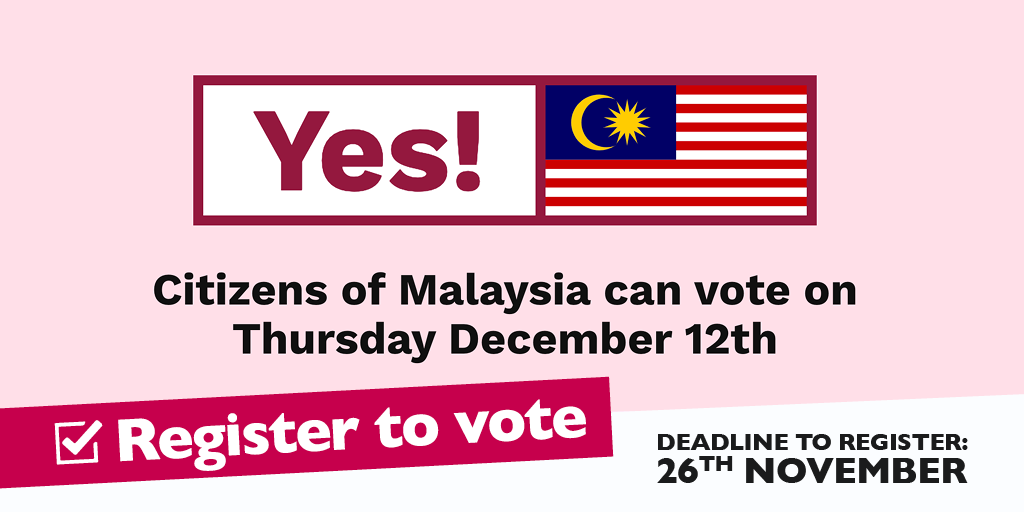 Yes!
Citizens of Malaysia can vote on
Thursday December 12th
Register to vote
DEADLINE TO REGISTER:
26TH NOVEMBER